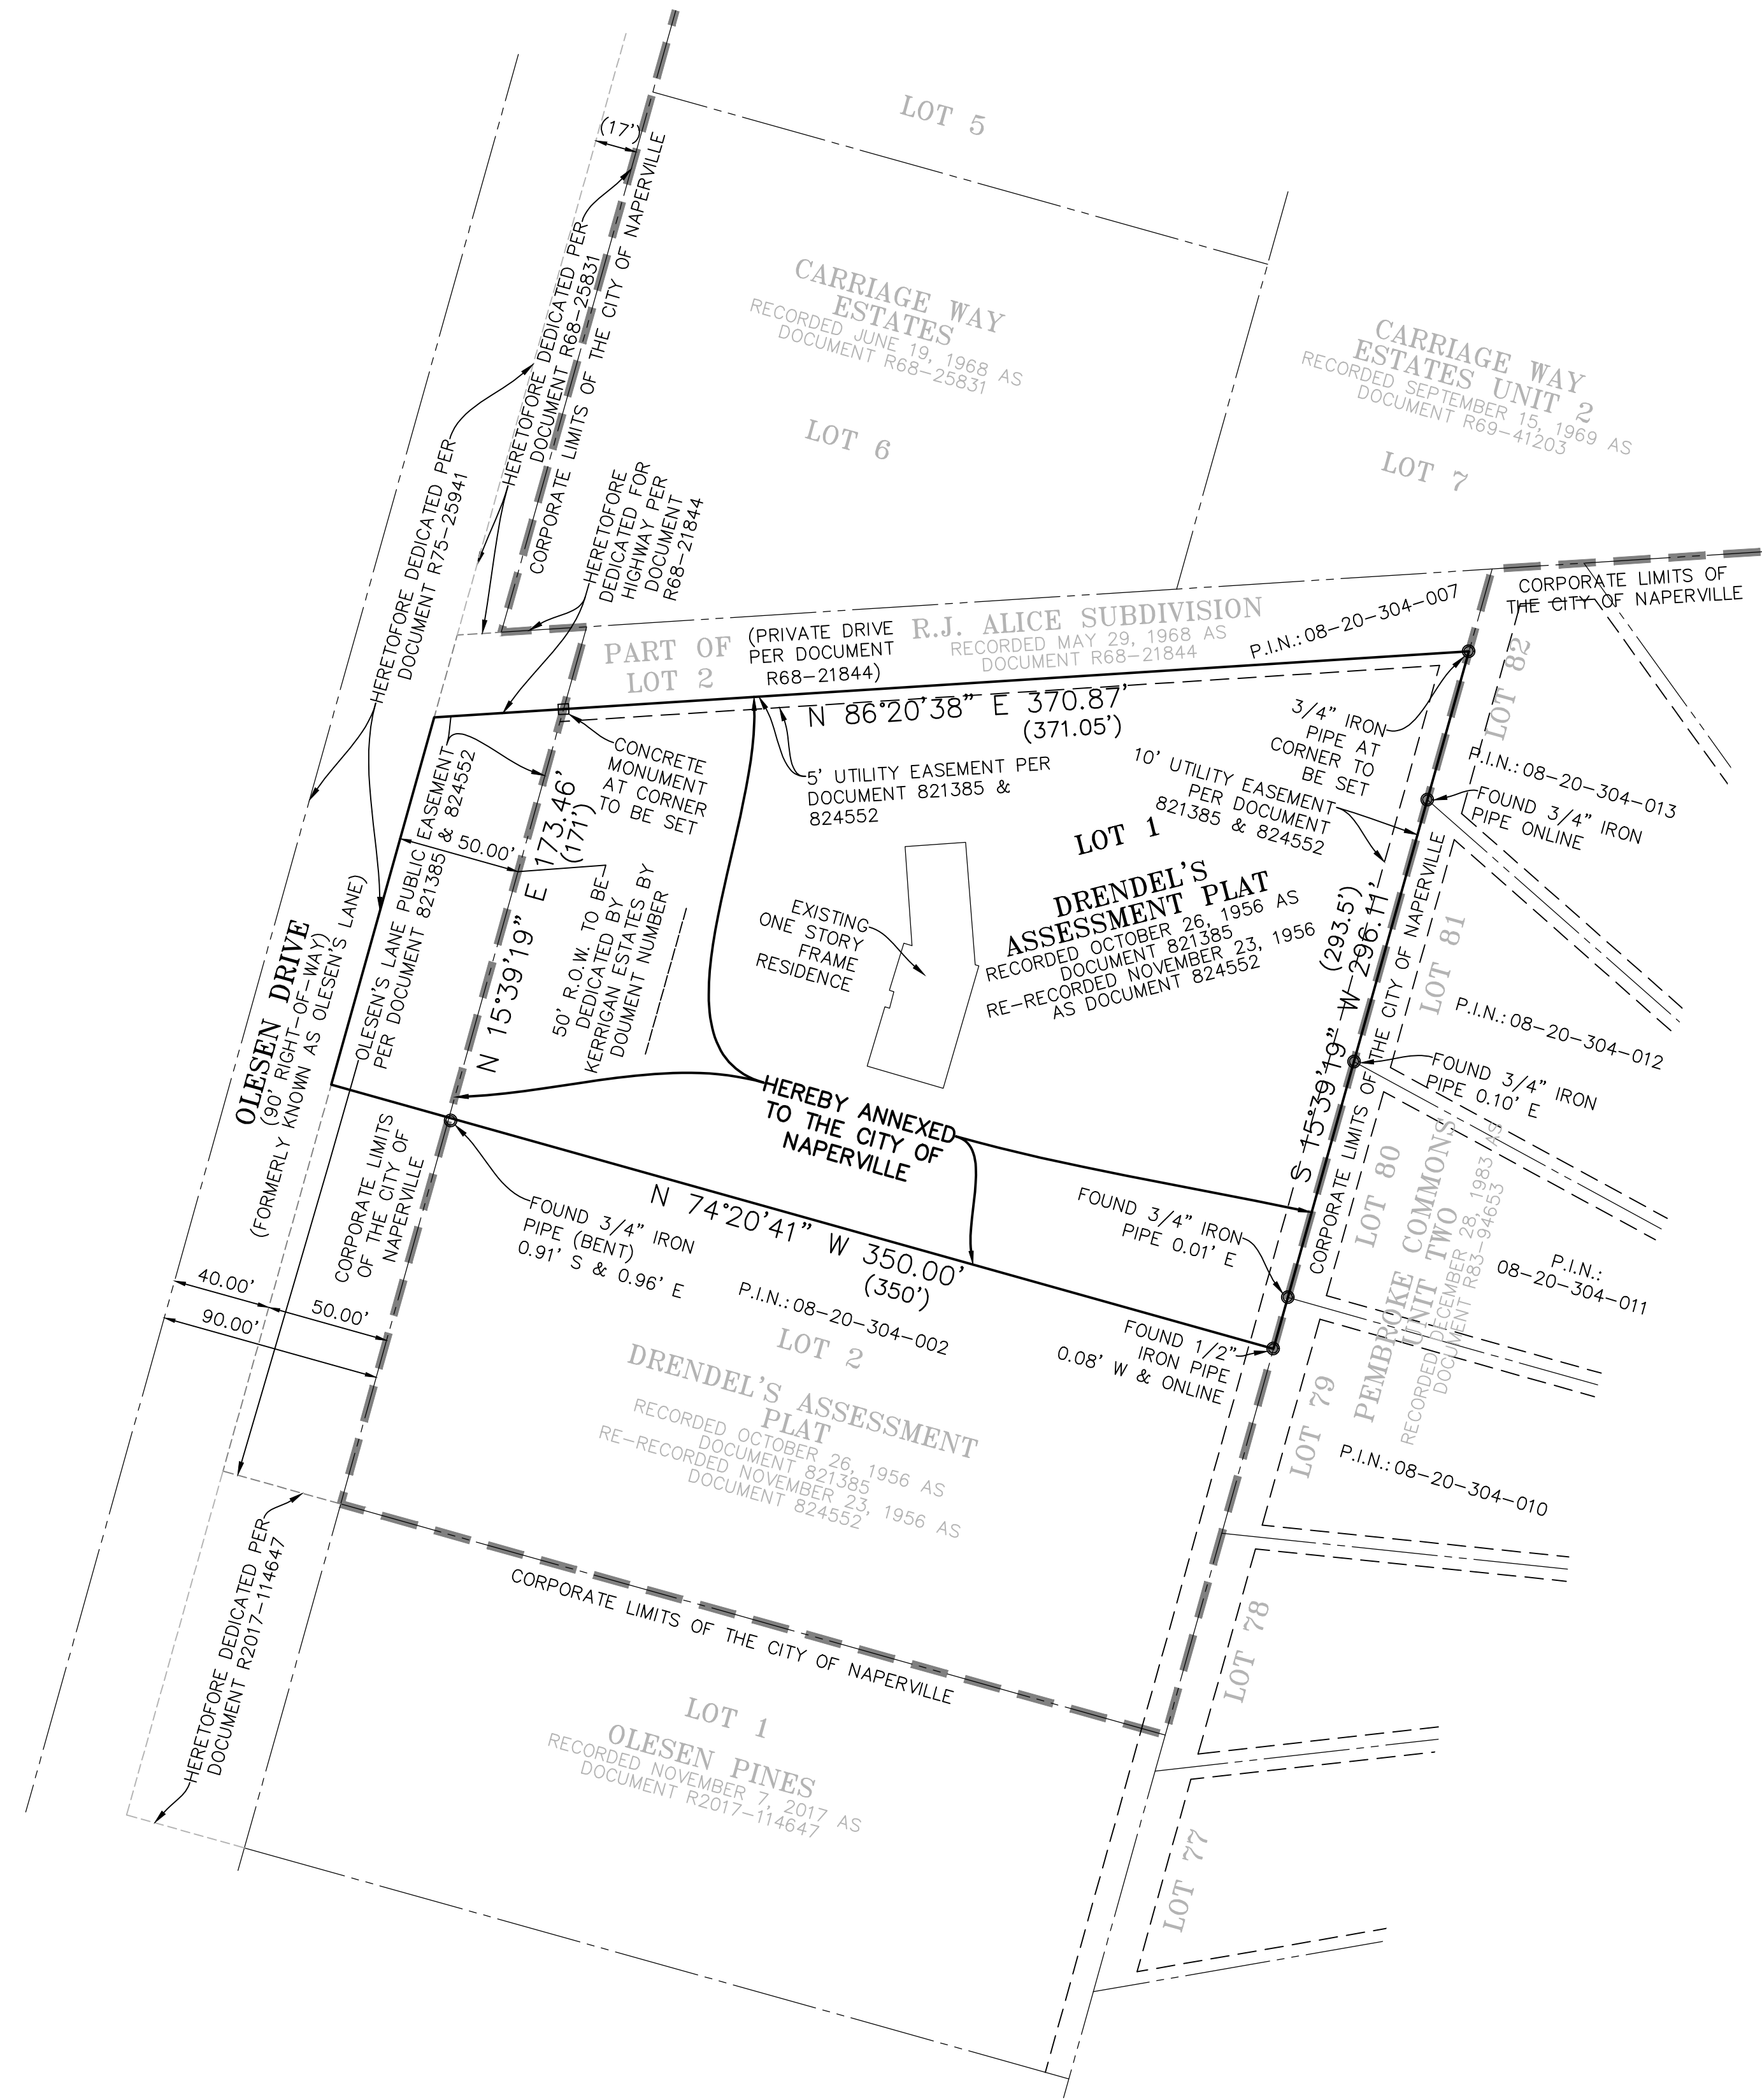 LOT 5
(17')
HERETOFORE DEDICATED PER
DOCUMENT R68-25831
CORPORATE LIMITS OF THE CITY OF NAPERVILLE
CARRIAGE WAY
ESTATES
RECORDED JUNE 19, 1968 AS
DOCUMENT R68-25831
LOT 6
CARRIAGE WAY
ESTATES UNIT 2
RECORDED SEPTEMBER 15, 1969 AS
DOCUMENT R69-41203
LOT 7
HERETOFORE DEDICATED PER
DOCUMENT R75-25941
HERETOFORE
DEDICATED FOR
HIGHWAY PER
DOCUMENT
R68-21844
CORPORATE LIMITS OF
THE CITY OF NAPERVILLE
PART OF
LOT 2
(PRIVATE DRIVE
PER DOCUMENT
R68-21844)
R.J. ALICE SUBDIVISION
RECORDED MAY 29, 1968 AS
DOCUMENT R68-21844
P.I.N.: 08-20-304-007
LOT 82
N 86°20'38" E 370.87'
(371.05')
3/4" IRON
PIPE AT
CORNER TO
BE SET
P.I.N.: 08-20-304-013
FOUND 3/4" IRON
PIPE ONLINE
CONCRETE
MONUMENT
AT CORNER
TO BE SET
5' UTILITY EASEMENT PER
DOCUMENT 821385 &
824552
10' UTILITY EASEMENT
PER DOCUMENT
821385 & 824552
OLESEN'S LANE PUBLIC EASEMENT
PER DOCUMENT 821385 & 824552
50.00'
N 15°39'19" E 173.46'
(171')
50' R.O.W. TO BE
DEDICATED BY
KERRIGAN ESTATES BY
DOCUMENT NUMBER
EXISTING
ONE STORY
FRAME
RESIDENCE
LOT 1
DRENDEL'S
ASSESSMENT PLAT
RECORDED OCTOBER 26, 1956 AS
DOCUMENT 821385
RE-RECORDED NOVEMBER 23, 1956
AS DOCUMENT 824552
(293.5')
S 15°39'19" W 296.11'
CORPORATE LIMITS OF THE CITY OF NAPERVILLE
LOT 81
P.I.N.: 08-20-304-012
FOUND 3/4" IRON
PIPE 0.10' E
OLESEN DRIVE
(90' RIGHT-OF-WAY)
(FORMERLY KNOWN AS OLESEN'S LANE)
HEREBY ANNEXED
TO THE CITY OF
NAPERVILLE
CORPORATE LIMITS
OF THE CITY OF
NAPERVILLE
FOUND 3/4" IRON
PIPE (BENT)
0.91' S & 0.96' E
N 74°20'41" W 350.00'
(350')
FOUND 3/4" IRON
PIPE 0.01' E
LOT 80
PEMBROKE COMMONS
UNIT TWO
RECORDED DECEMBER 28, 1983 AS
DOCUMENT R83-94653
P.I.N.:
08-20-304-011
40.00'
50.00'
90.00'
P.I.N.: 08-20-304-002
FOUND 1/2"
IRON PIPE
0.08' W & ONLINE
LOT 2
DRENDEL'S ASSESSMENT
PLAT
RECORDED OCTOBER 26, 1956 AS
DOCUMENT 821385
RE-RECORDED NOVEMBER 23, 1956 AS
DOCUMENT 824552
LOT 79
P.I.N.: 08-20-304-010
HERETOFORE DEDICATED PER
DOCUMENT R2017-114647
CORPORATE LIMITS OF THE CITY OF NAPERVILLE
LOT 78
LOT 1
OLESEN PINES
RECORDED NOVEMBER 7, 2017 AS
DOCUMENT R2017-114647
LOT 77